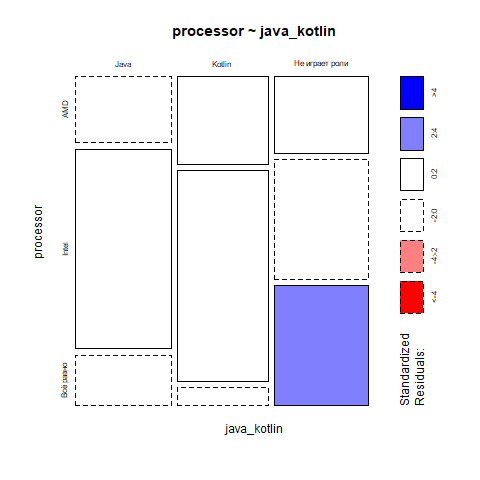 processor ~ java_kotlin
Java
Kotlin
Не играет роли
AMD
Intel
Всё равно
processor
java_kotlin
>4
2:4
0:2
-2:0
-4:-2
<-4
Standardized
Residuals: